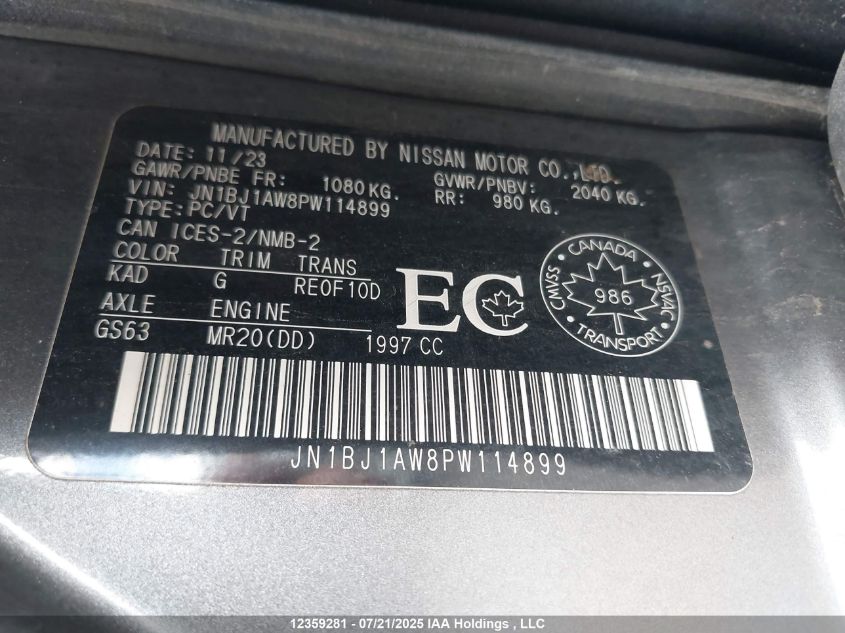 MANUFACTURED BY NISSAN MOTOR CO.,LTD.
DATE: 11/23
GAWR/PNBE FR: 1080KG. GVWR/PNBV: 2040 KG.
VIN: JN1BJ1AW8PW114899 RR: 980 KG.
TYPE:PC/VT
CAN ICES-2/NMB-2
COLOR TRIM TRANS
KAD G RE0F10D
AXLE ENGINE
GS63 MR20(DD) 1997 CC
EC
CANADA
CMVSS 986 NSVAC
TRANSPORT
JN1BJ1AW8PW114899
12359281 - 07/21/2025 IAA Holdings , LLC